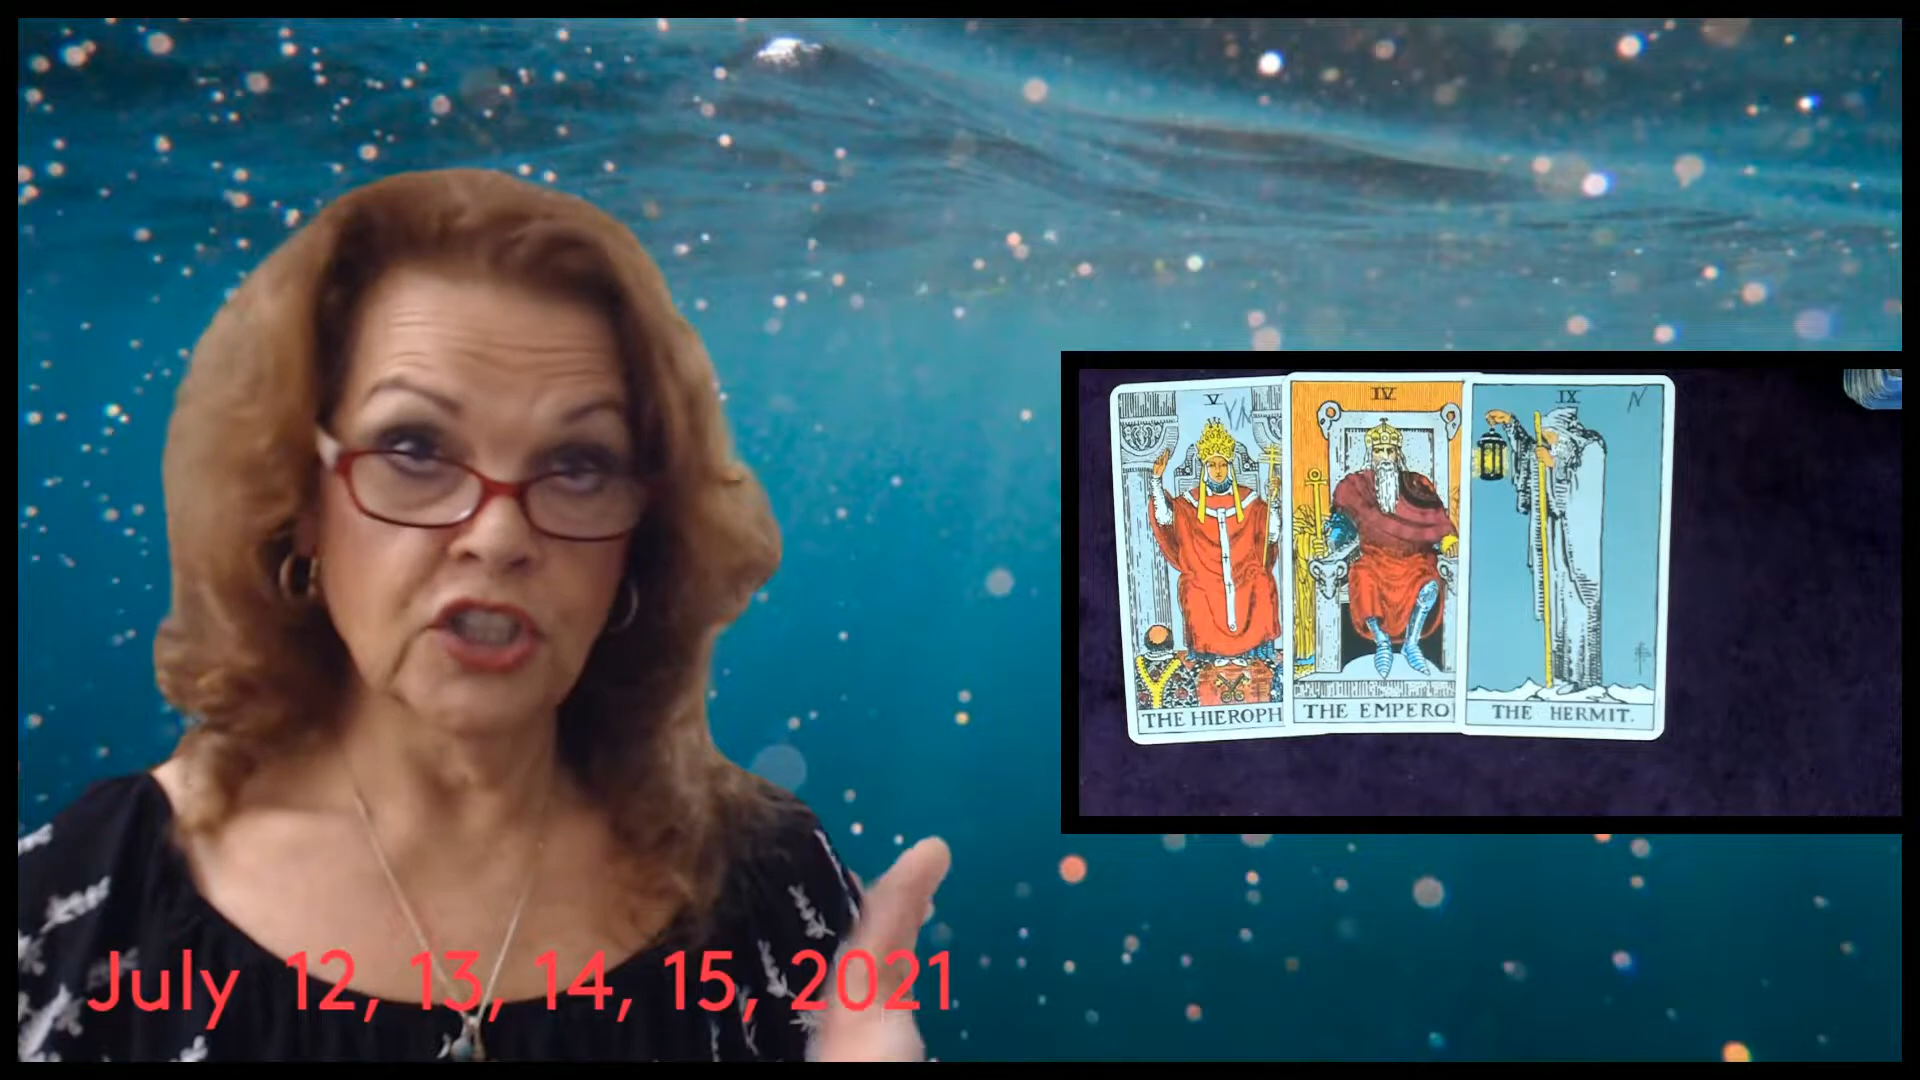 V
IV
IX
THE HIEROPH
THE EMPERO
THE HERMIT.
July 12, 13, 14, 15, 2021